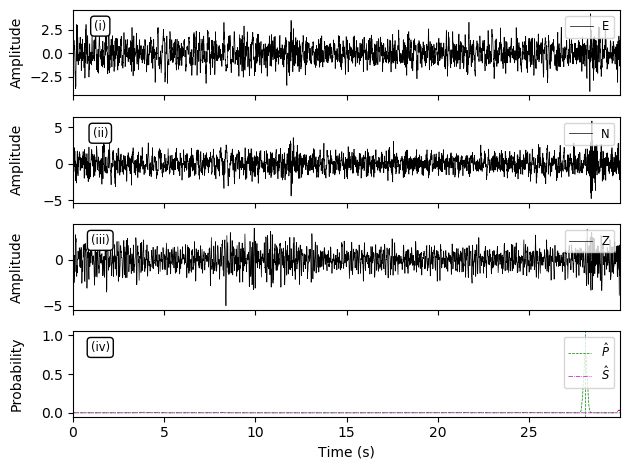 (i)
E
Amplitude
2.5
0.0
−2.5
(ii)
N
Amplitude
5
0
−5
(iii)
Z
Amplitude
0
−5
(iv)
P̂
Ŝ
Probability
1.0
0.5
0.0
0 5 10 15 20 25
Time (s)